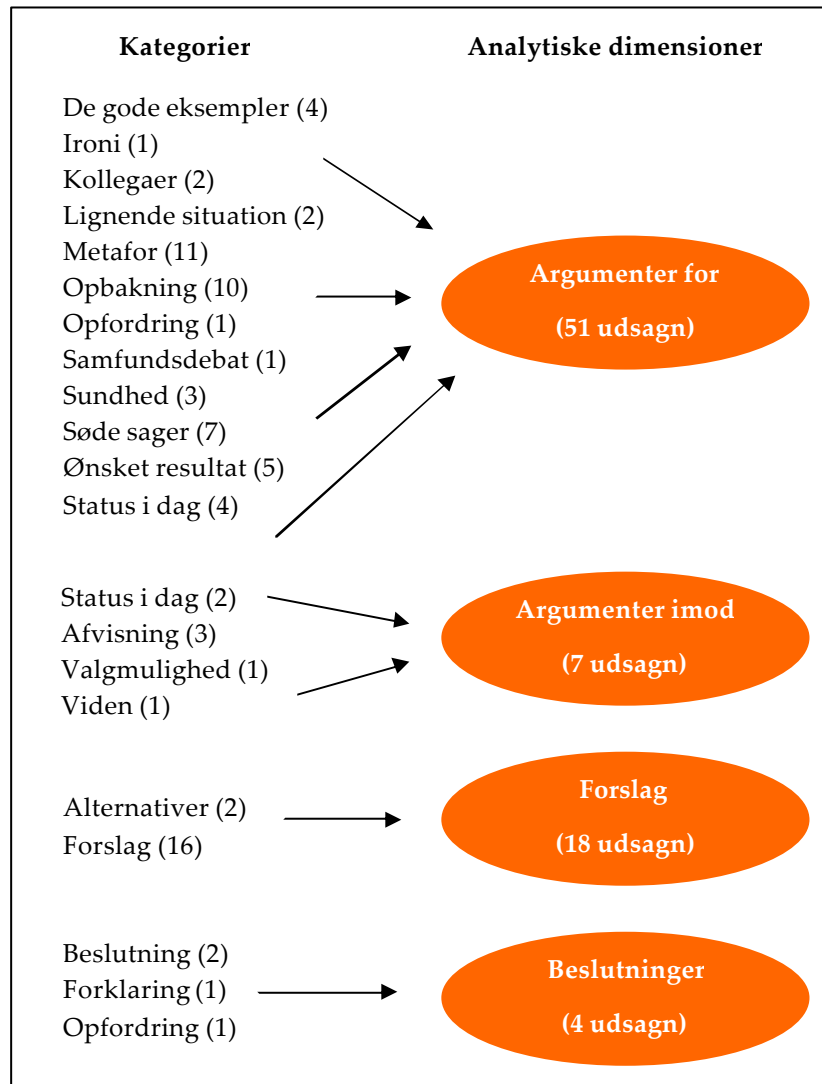 Kategorier
Analytiske dimensioner
De gode eksempler (4)
Ironi (1)
Kollegaer (2)
Lignende situation (2)
Metafor (11)
Opbakning (10)
Opfordring (1)
Samfundsdebat (1)
Sundhed (3)
Søde sager (7)
Ønsket resultat (5)
Status i dag (4)
Argumenter for
(51 udsagn)
Status i dag (2)
Afvisning (3)
Valgmulighed (1)
Viden (1)
Argumenter imod
(7 udsagn)
Alternativer (2)
Forslag (16)
Forslag
(18 udsagn)
Beslutning (2)
Forklaring (1)
Opfordring (1)
Beslutninger
(4 udsagn)